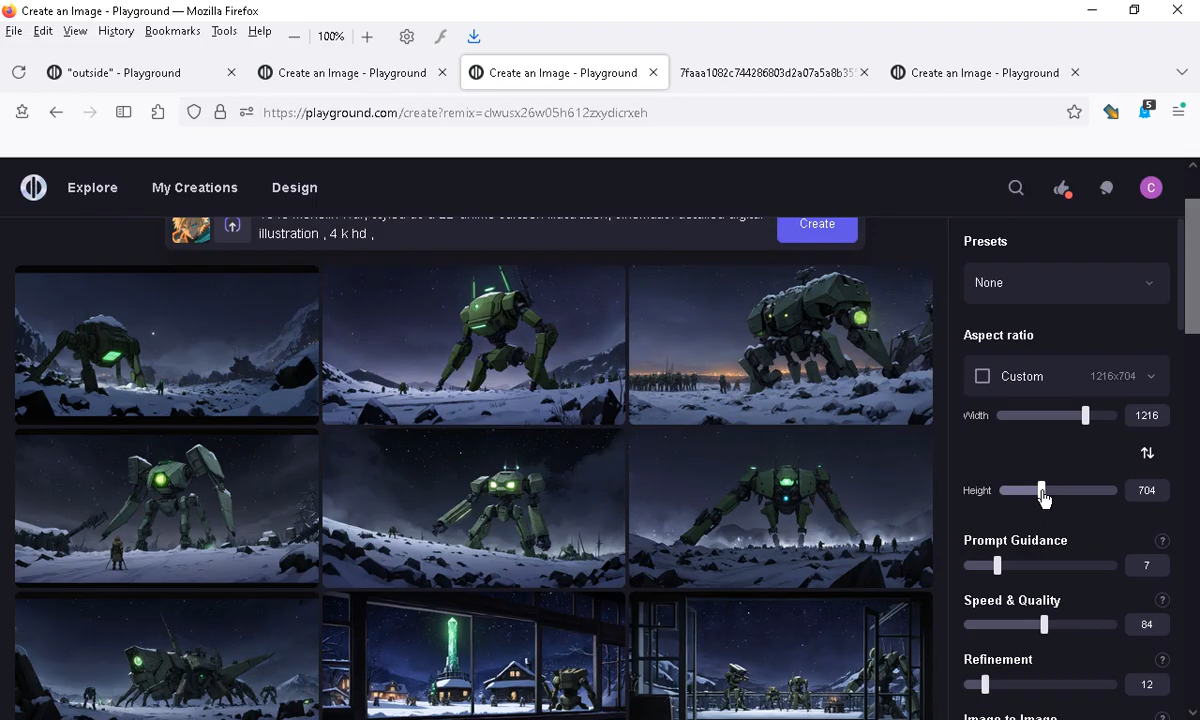 Create an Image - Playground — Mozilla Firefox
File Edit View History Bookmarks Tools Help 100%
"outside" - Playground Create an Image - Playground Create an Image - Playground 7faaa1082c744286803d2a07a5a8b35 Create an Image - Playground
https://playground.com/create?remix=clwusx26w05h612zxydicrxeh 5
Explore My Creations Design C
illustration , 4 k hd ,
Create
Presets
None
Aspect ratio
Custom 1216x704
Width 1216
Height 704
Prompt Guidance ?
7
Speed & Quality ?
84
Refinement ?
12
Image to Image